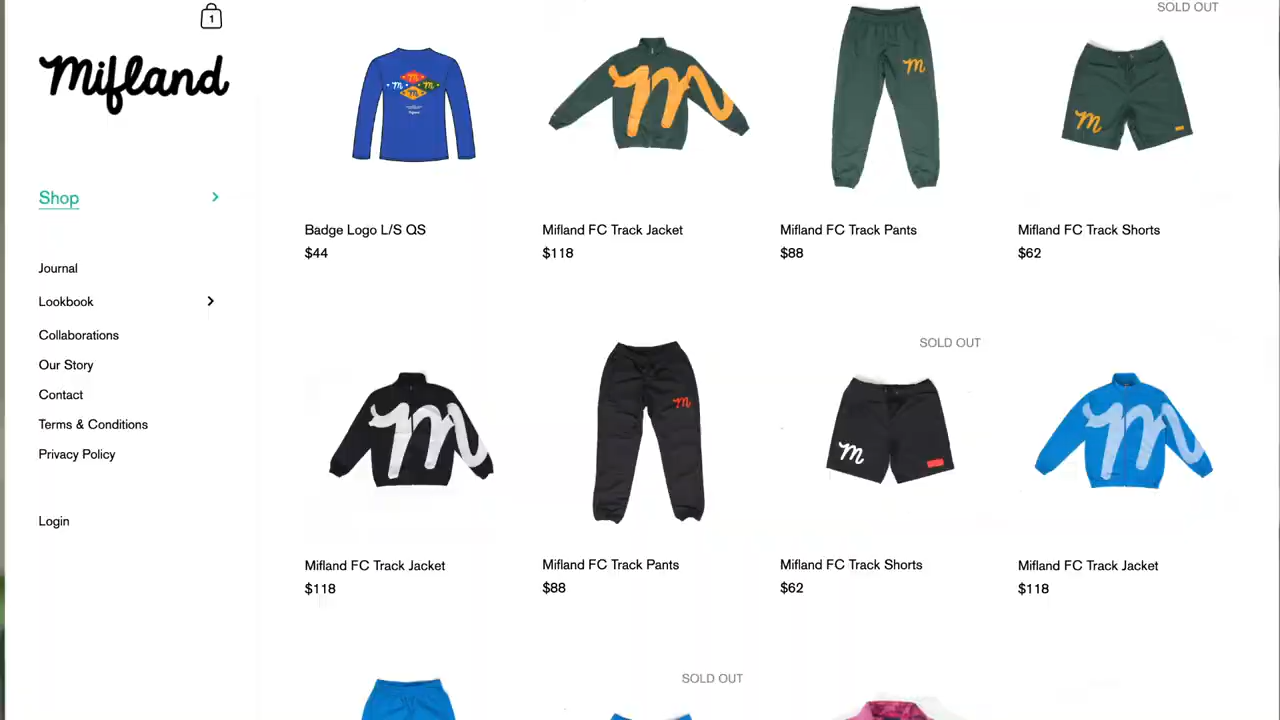 1
Mifland
Shop
Journal
Lookbook
Collaborations
Our Story
Contact
Terms & Conditions
Privacy Policy
Login
SOLD OUT
Badge Logo L/S QS
$44
Mifland FC Track Jacket
$118
Mifland FC Track Pants
$88
Mifland FC Track Shorts
$62
SOLD OUT
Mifland FC Track Jacket
$118
Mifland FC Track Pants
$88
Mifland FC Track Shorts
$62
Mifland FC Track Jacket
$118
SOLD OUT